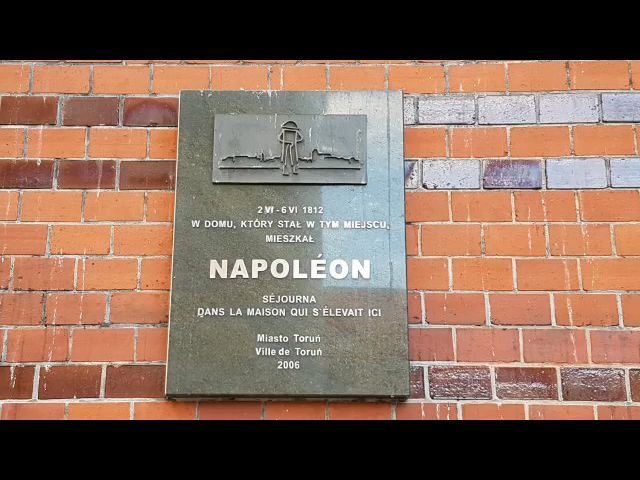 2 VI - 6 VI 1812
W DOMU, KTÓRY STAŁ W TYM MIEJSCU,
MIESZKAŁ
NAPOLÉON
SÉJOURNA
DANS LA MAISON QUI S'ÉLEVAIT ICI
Miasto Toruń
Ville de Toruń
2006